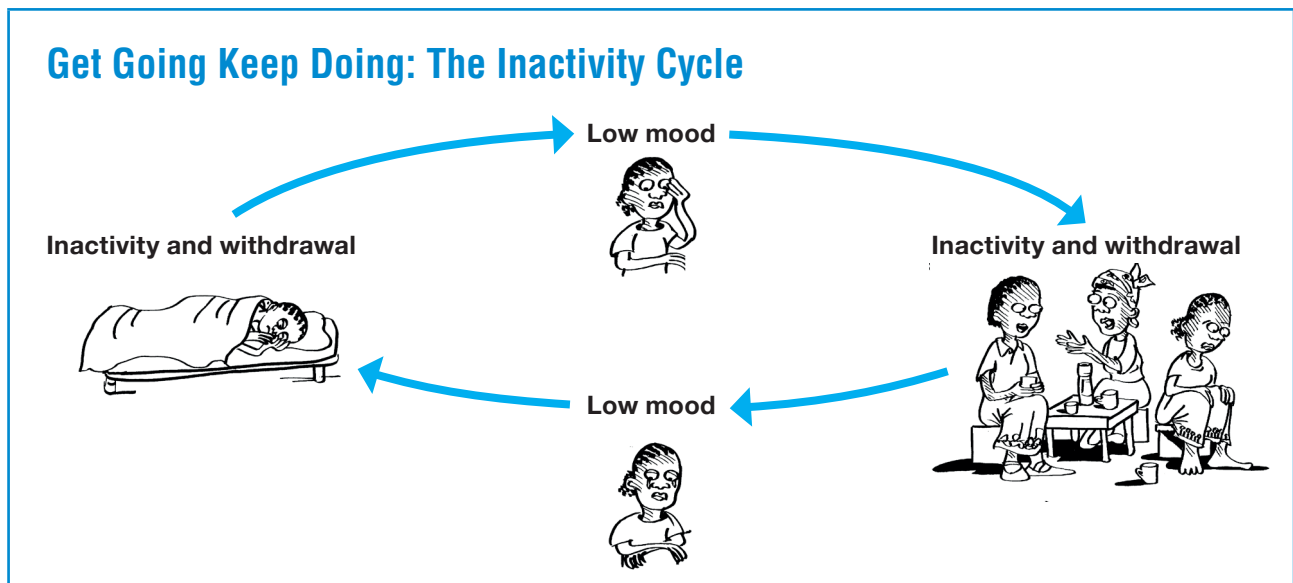 Get Going Keep Doing: The Inactivity Cycle
Low mood
Inactivity and withdrawal
Inactivity and withdrawal
Low mood